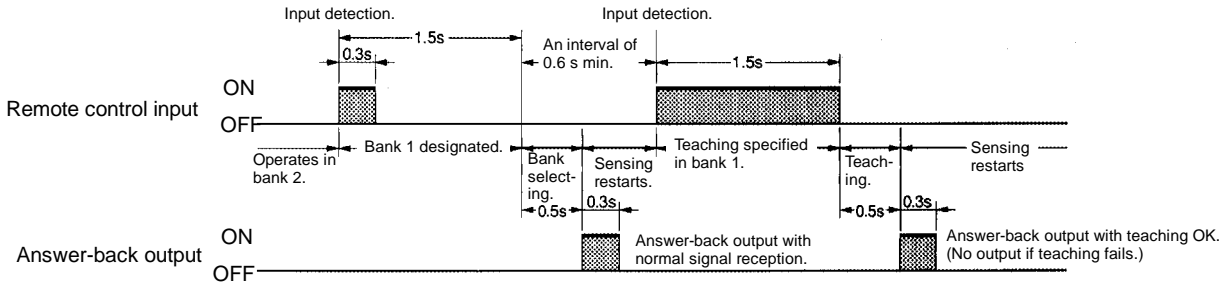 Input detection.
Input detection.
1.5s
An interval of
0.6 s min.
0.3s
1.5s
ON
Remote control input
OFF
Operates in
bank 2.
Bank 1 designated.
Bank
select-
ing.
Sensing
restarts.
Teaching specified
in bank 1.
Teach-
ing.
Sensing
restarts
0.5s
0.3s
0.5s
0.3s
ON
Answer-back output
OFF
Answer-back output with
normal signal reception.
Answer-back output with teaching OK.
(No output if teaching fails.)